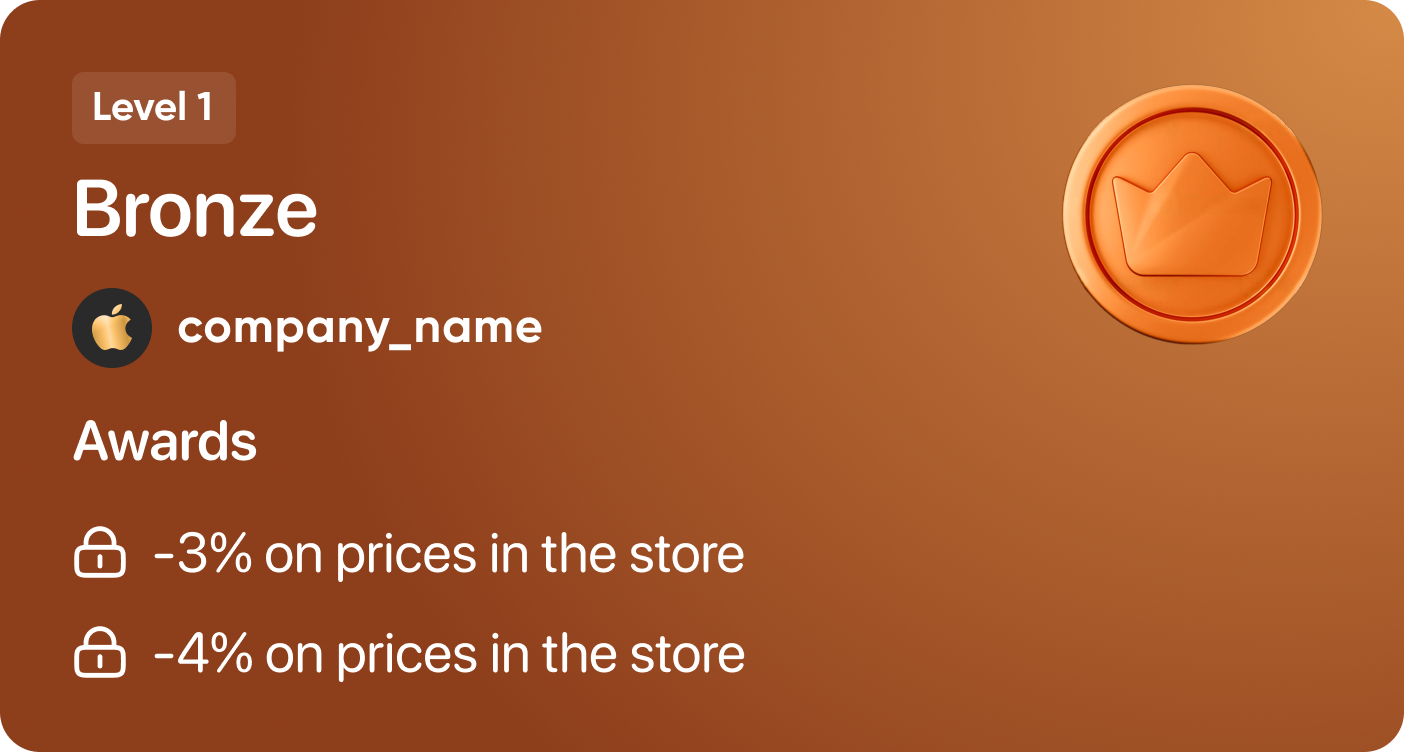 Level 1
Bronze
company_name
Awards
-3% on prices in the store
-4% on prices in the store